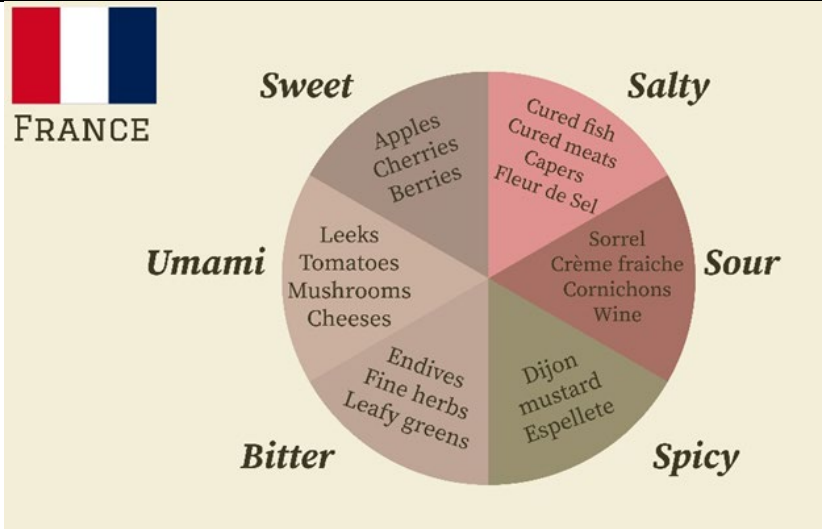 FRANCE
Sweet
Apples
Cherries
Berries
Salty
Cured fish
Cured meats
Capers
Fleur de Sel
Umami
Leeks
Tomatoes
Mushrooms
Cheeses
Sour
Sorrel
Crème fraiche
Cornichons
Wine
Bitter
Endives
Fine herbs
Leafy greens
Spicy
Dijon
mustard
Espellete